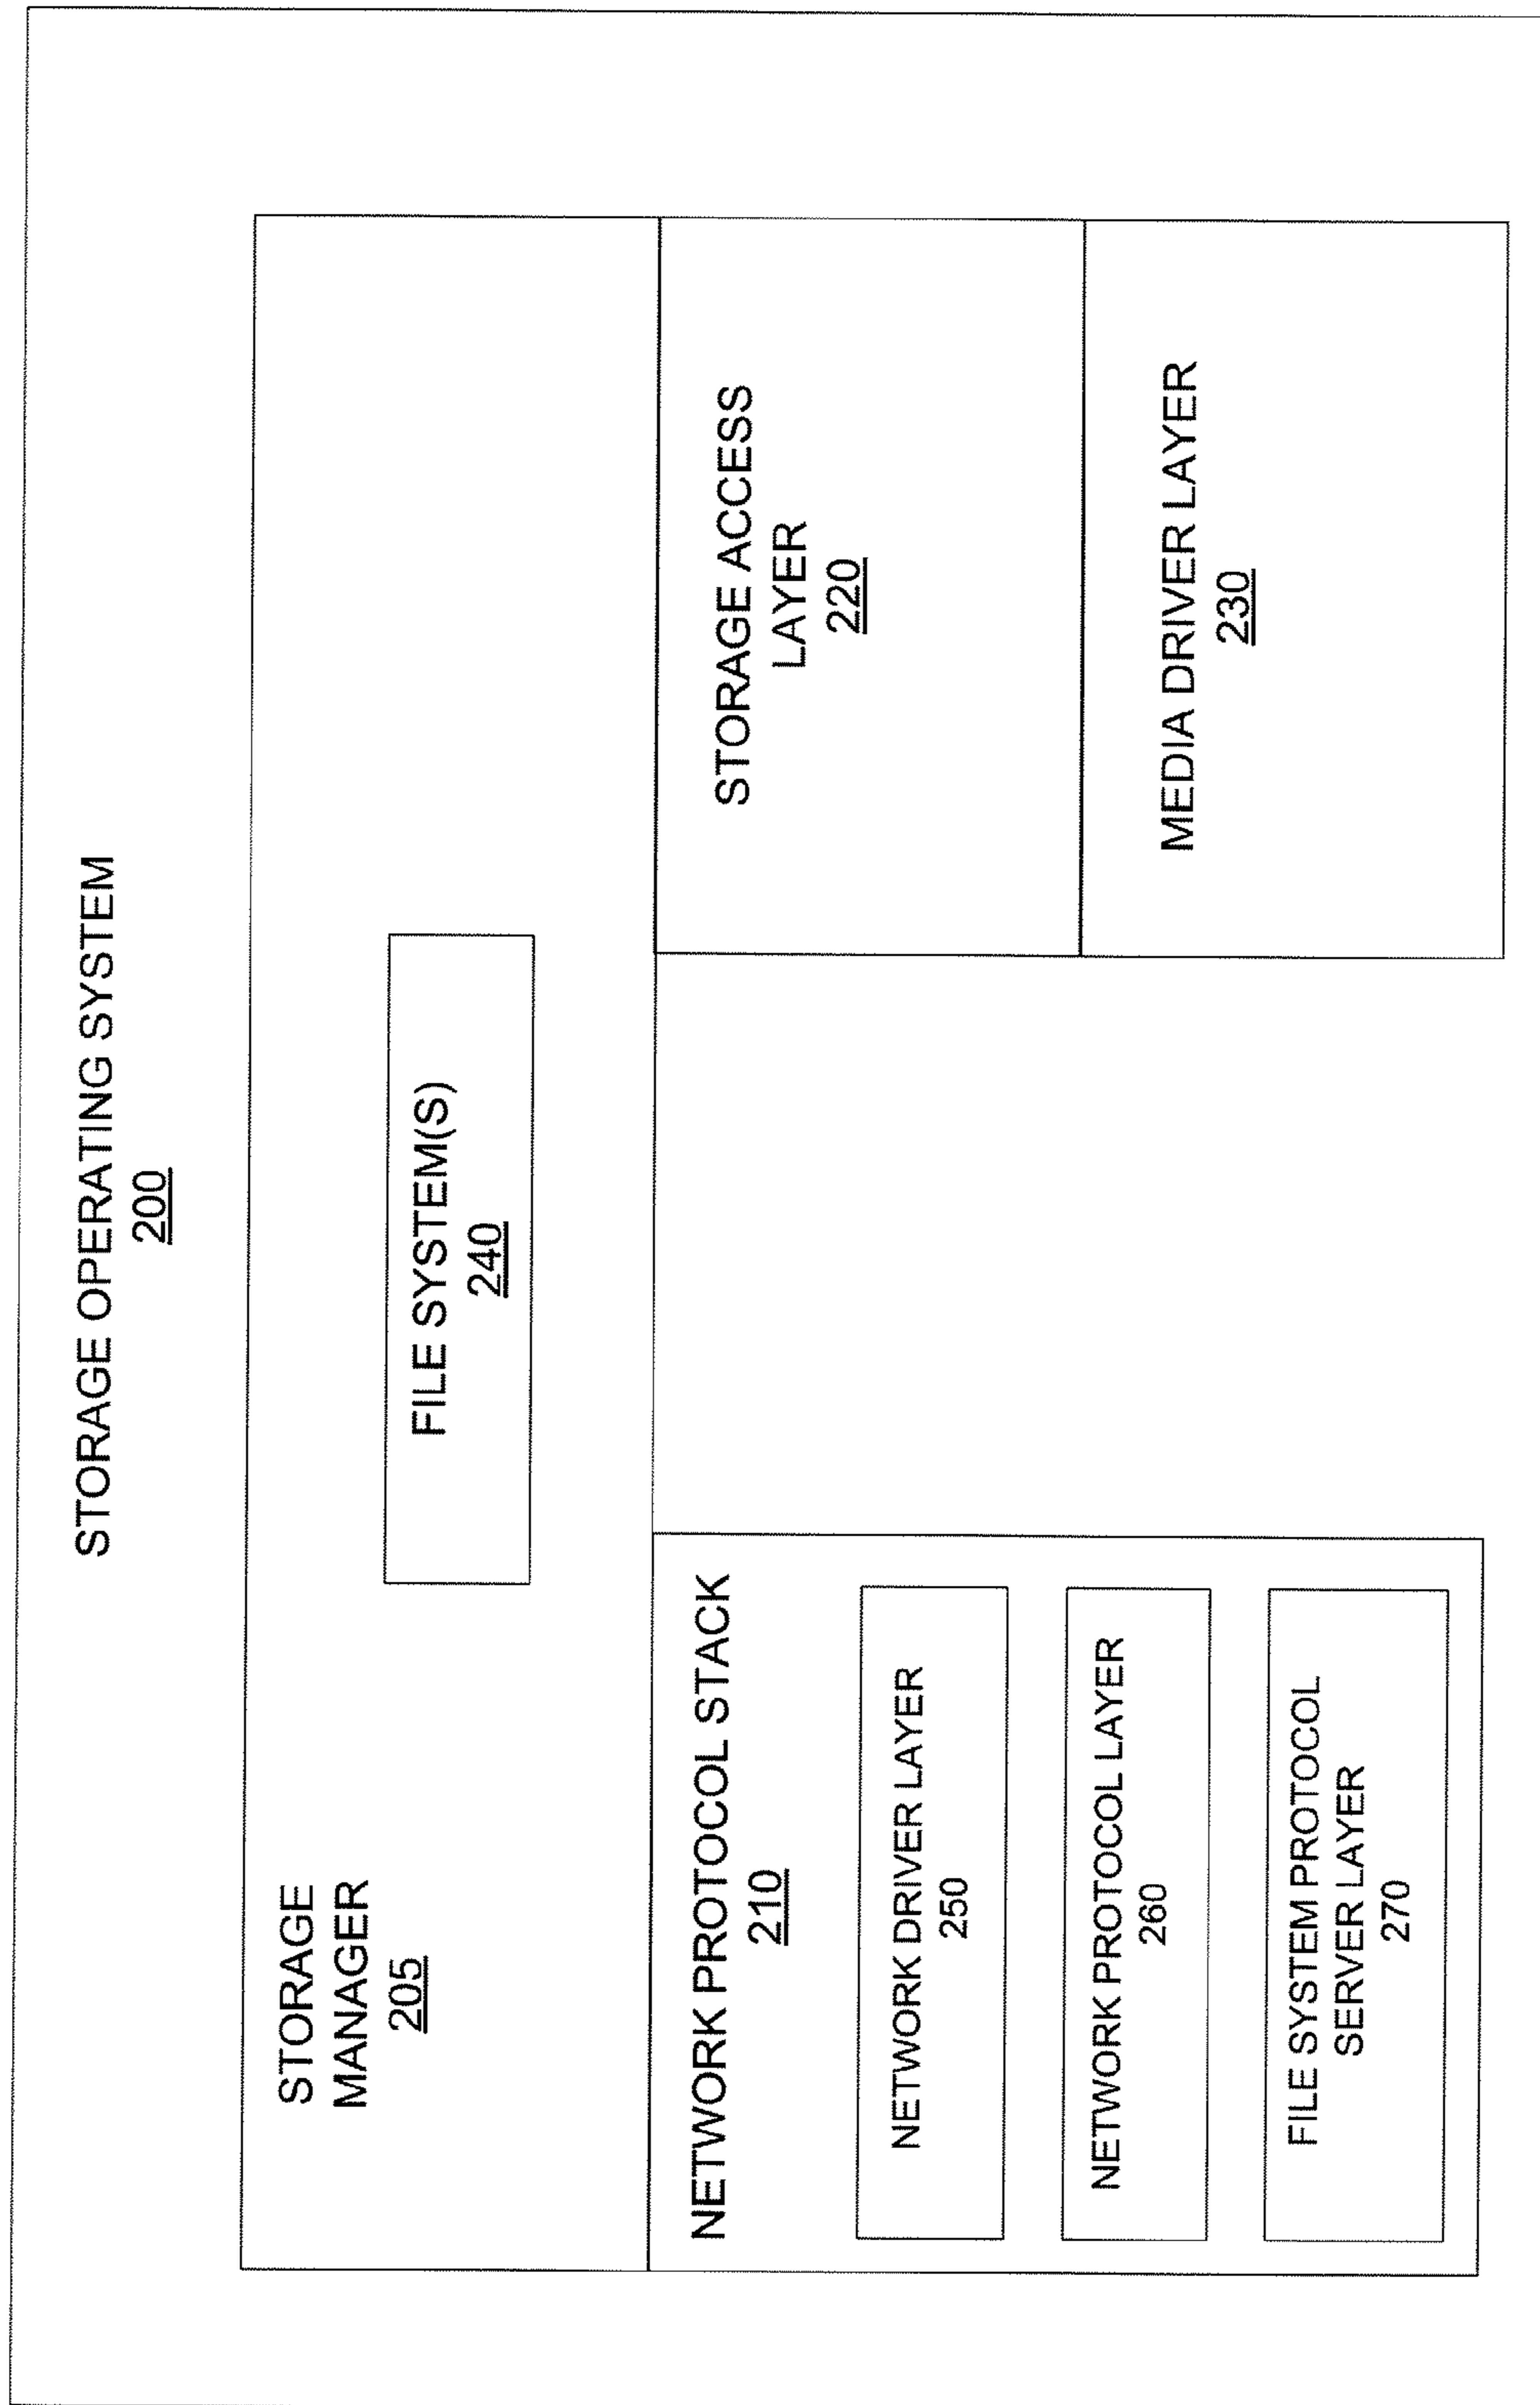 STORAGE OPERATING SYSTEM
200
STORAGE
MANAGER
205
FILE SYSTEM(S)
240
NETWORK PROTOCOL STACK
210
NETWORK DRIVER LAYER
250
NETWORK PROTOCOL LAYER
260
FILE SYSTEM PROTOCOL
SERVER LAYER
270
STORAGE ACCESS
LAYER
220
MEDIA DRIVER LAYER
230